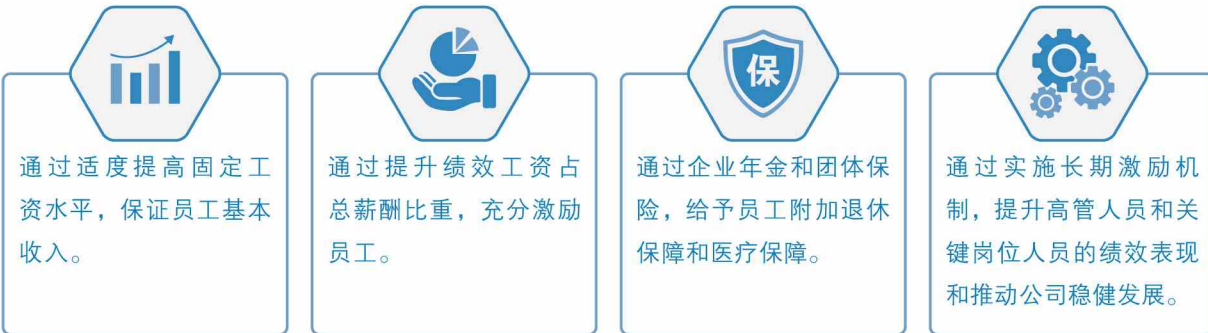 通过适度提高固定工
资水平，保证员工基本
收入。
通过提升绩效工资占
总薪酬比重，充分激励
员工。
保
通过企业年金和团体保
险，给予员工附加退休
保障和医疗保障。
通过实施长期激励机
制，提升高管人员和关
键岗位人员的绩效表现
和推动公司稳健发展。